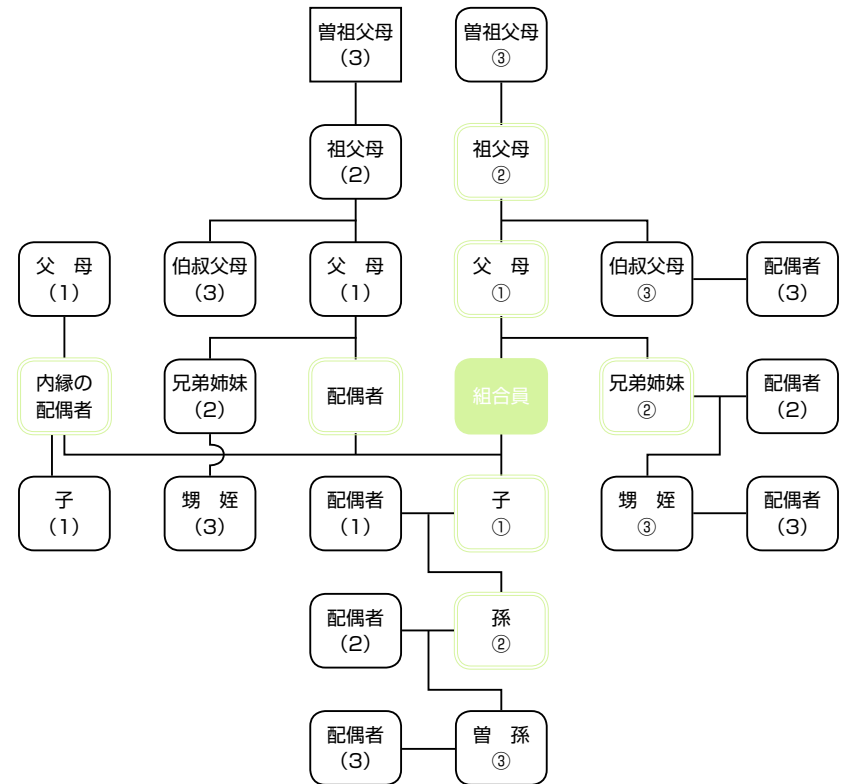 曽祖父母
(3)
曽祖父母
③
祖父母
(2)
祖父母
②
父　母
(1)
伯叔父母
(3)
父　母
(1)
父　母
①
伯叔父母
③
配偶者
(3)
内縁の
配偶者
兄弟姉妹
(2)
配偶者
組合員
兄弟姉妹
②
配偶者
(2)
子
(1)
甥　姪
(3)
配偶者
(1)
子
①
甥　姪
③
配偶者
(3)
配偶者
(2)
孫
②
配偶者
(3)
曽　孫
③